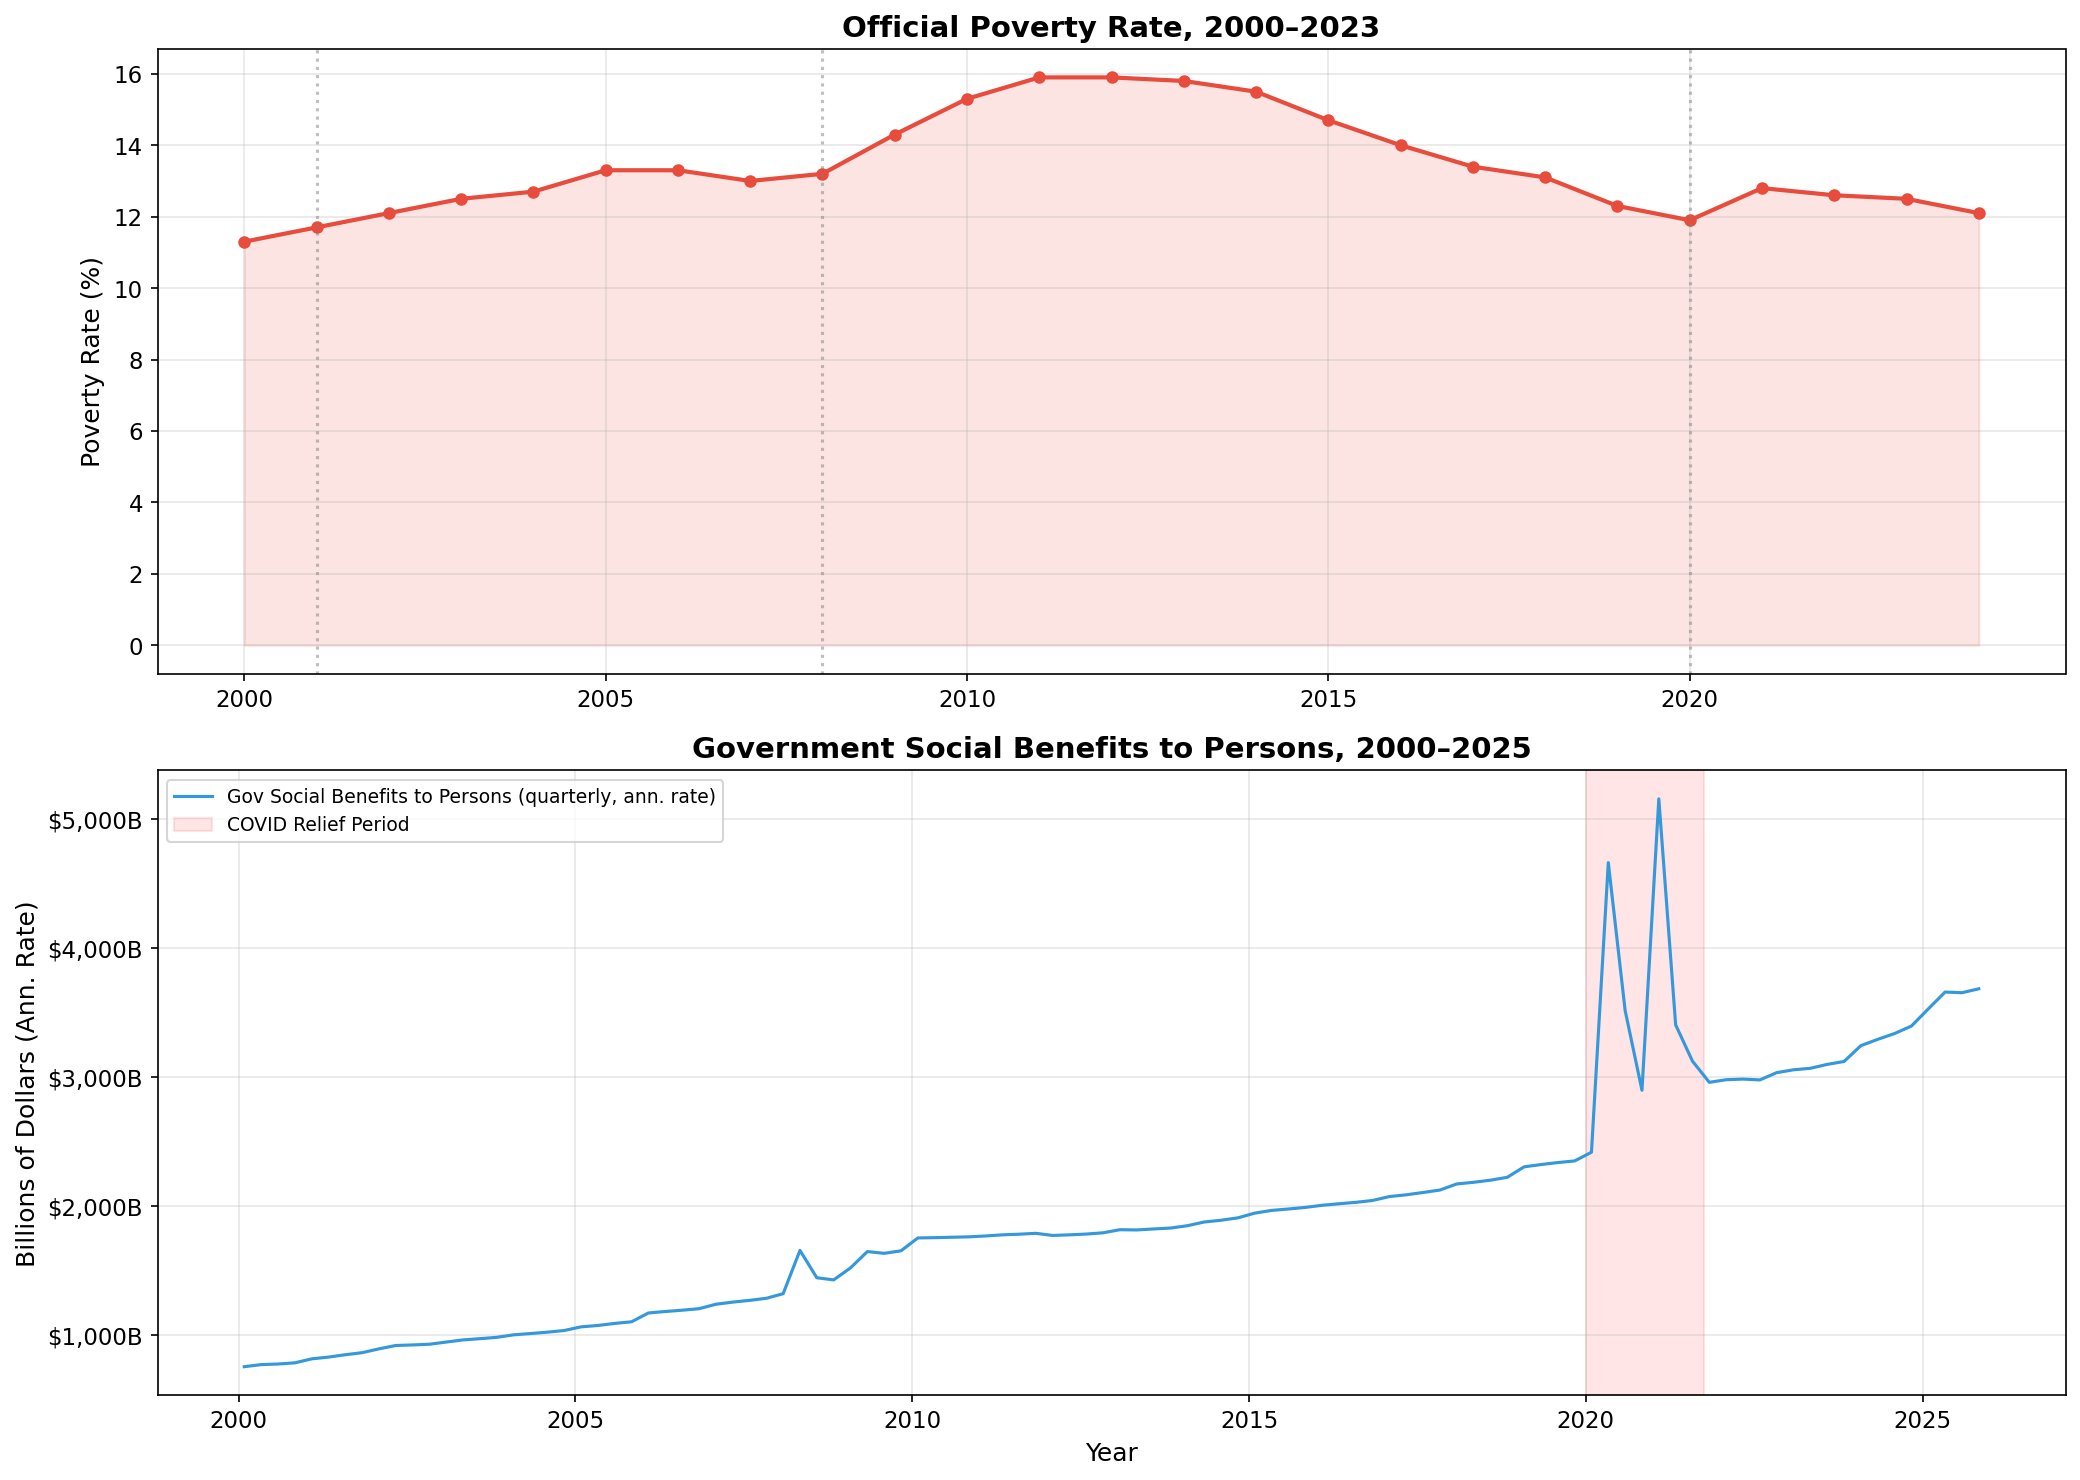 Official Poverty Rate, 2000–2023
Poverty Rate (%)
16
14
12
10
8
6
4
2
0
2000 2005 2010 2015 2020
Government Social Benefits to Persons, 2000–2025
Gov Social Benefits to Persons (quarterly, ann. rate)
COVID Relief Period
Billions of Dollars (Ann. Rate)
$5,000B
$4,000B
$3,000B
$2,000B
$1,000B
2000 2005 2010 2015 2020 2025
Year